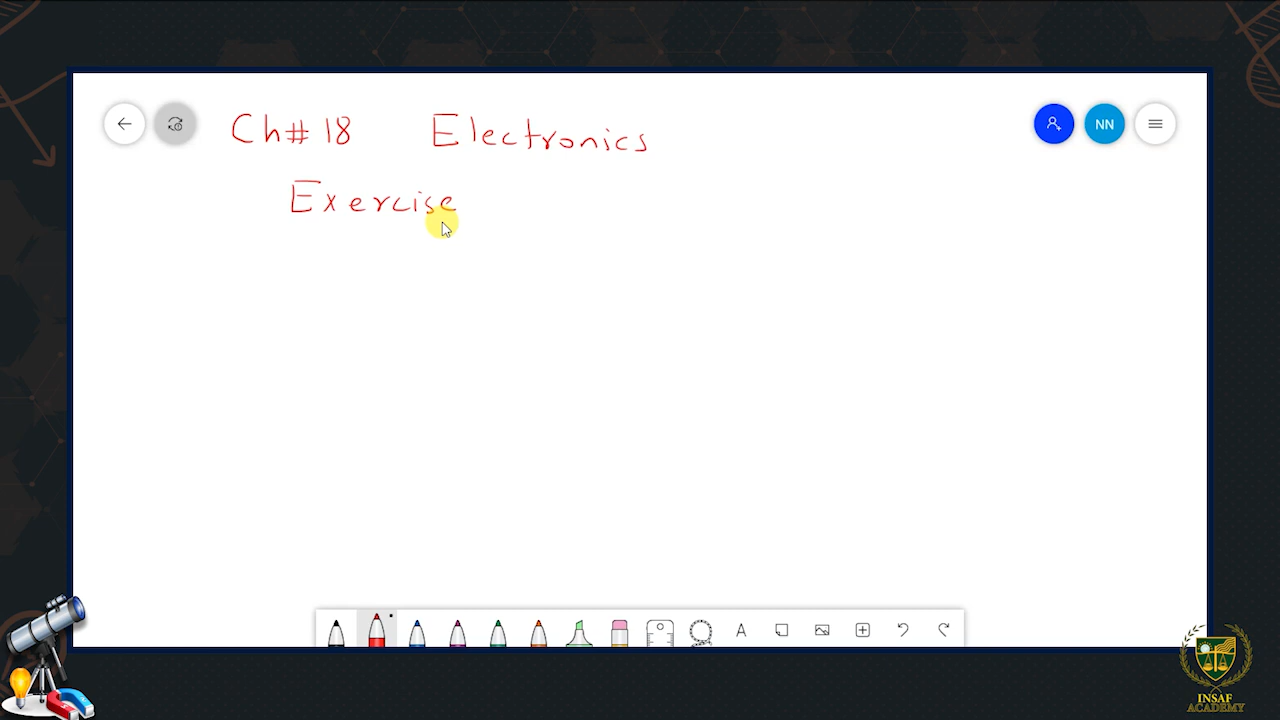 Ch# 18 Electronics
NN
Exercise
A
INSAF
ACADEMY